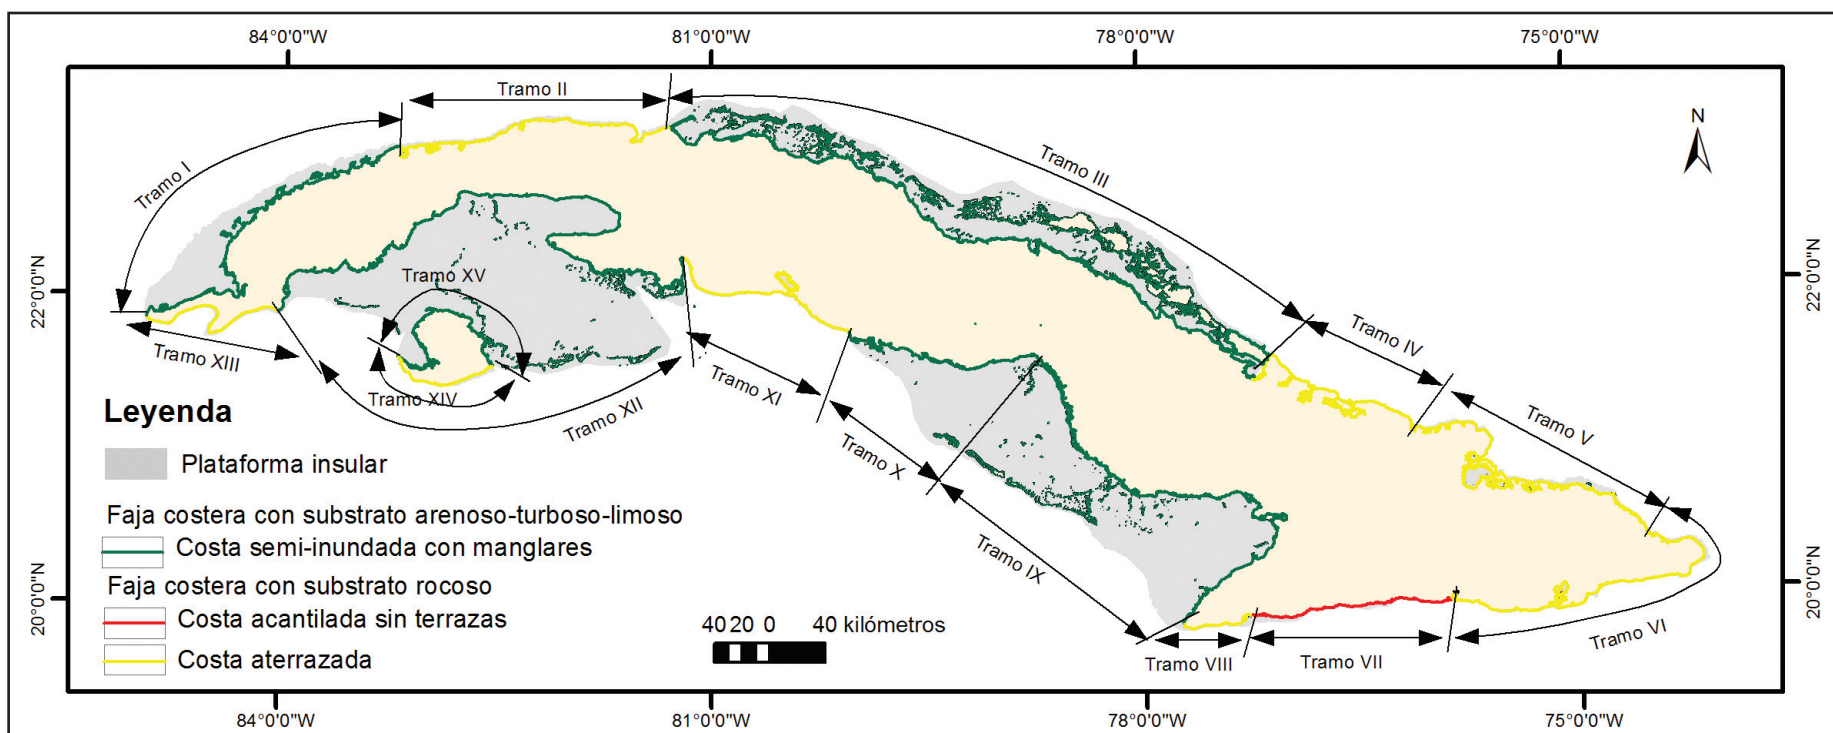 84°0'0"W
81°0'0"W
78°0'0"W
75°0'0"W
N
Tramo I
Tramo II
Tramo III
Tramo IV
Tramo V
Tramo VI
Tramo VII
Tramo VIII
Tramo IX
Tramo X
Tramo XI
Tramo XII
Tramo XIII
Tramo XIV
Tramo XV
22°0'0"N
22°0'0"N
20°0'0"N
20°0'0"N
Leyenda
Plataforma insular
Faja costera con substrato arenoso-turboso-limoso
Costa semi-inundada con manglares
Faja costera con substrato rocoso
Costa acantilada sin terrazas
Costa aterrazada
40 20 0 40 kilómetros
84°0'0"W
81°0'0"W
78°0'0"W
75°0'0"W